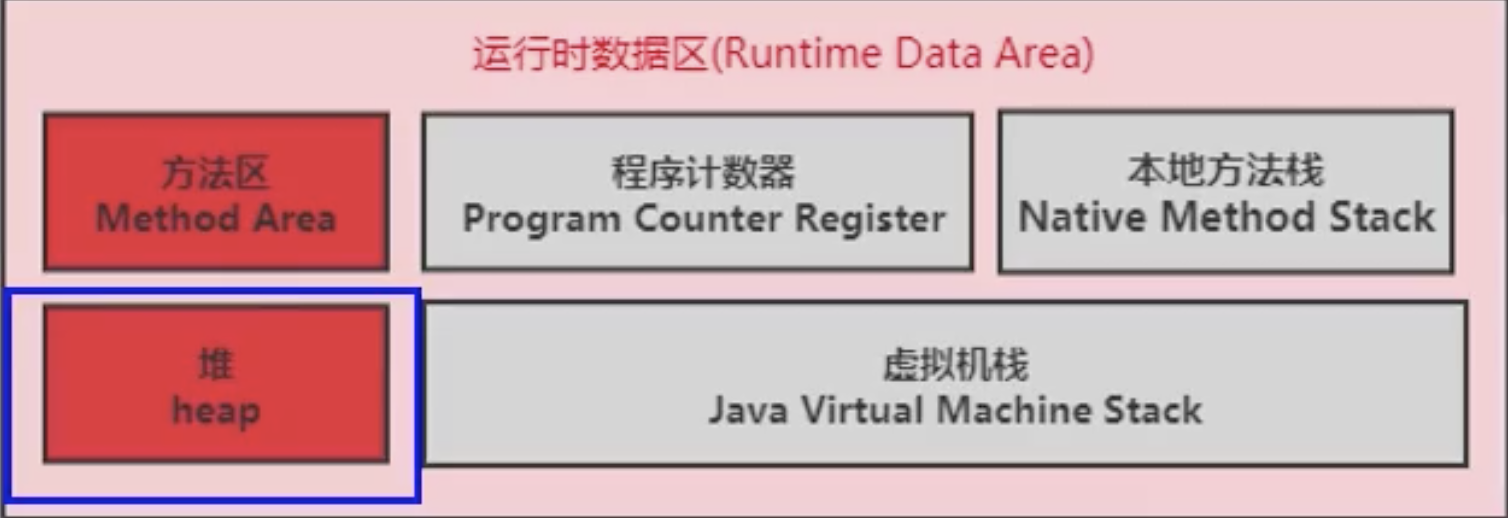 运行时数据区(Runtime Data Area)
方法区
Method Area
程序计数器
Program Counter Register
本地方法栈
Native Method Stack
堆
heap
虚拟机栈
Java Virtual Machine Stack